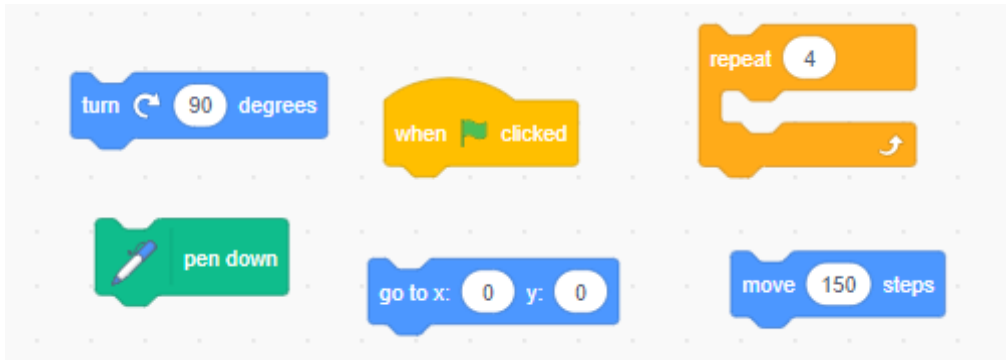 turn 90 degrees
when clicked
repeat 4
pen down
go to x: 0 y: 0
move 150 steps